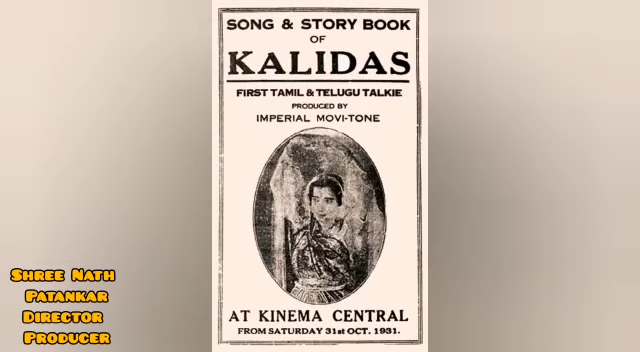 SONG & STORY BOOK
OF
KALIDAS
FIRST TAMIL & TELUGU TALKIE
PRODUCED BY
IMPERIAL MOVI-TONE
AT KINEMA CENTRAL
FROM SATURDAY 31st OCT. 1931.
Shree Nath
Patankar
Director
Producer